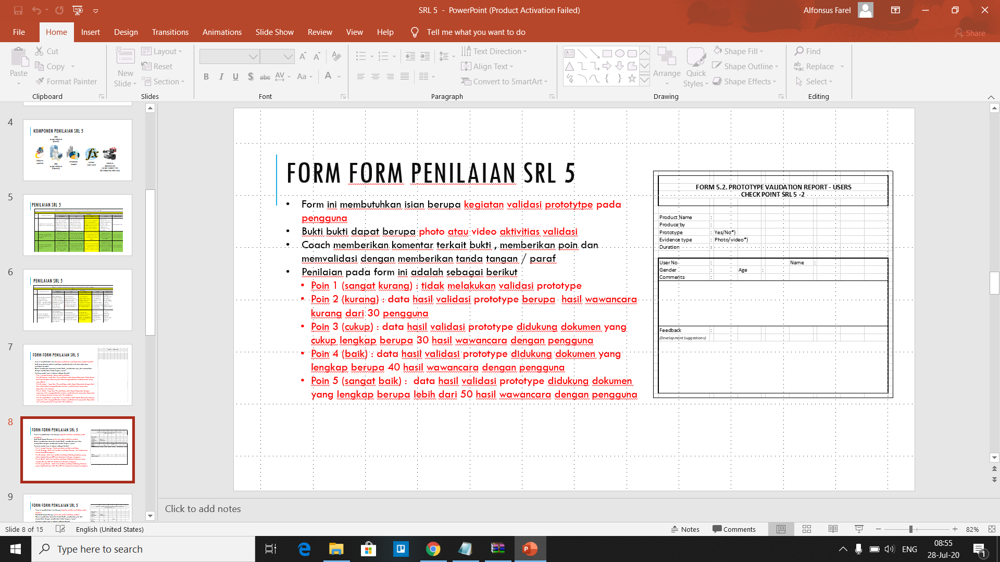 SRL 5 - PowerPoint (Product Activation Failed)
Alfonsus Farel
File Home Insert Design Transitions Animations Slide Show Review View Help Tell me what you want to do
Share
Paste
Cut
Copy
Format Painter
Clipboard
New Slide
Layout
Reset
Section
Slides
B I U S abc AV Aa A
Font
Text Direction
Align Text
Convert to SmartArt
Paragraph
Arrange
Quick Styles
Shape Fill
Shape Outline
Shape Effects
Drawing
Find
Replace
Select
Editing
4
KOMPONEN PENILAIAN SRL 5
5
PENILAIAN SRL 5
6
PENILAIAN SRL 5
7
FORM FORM PENILAIAN SRL 5
8
FORM FORM PENILAIAN SRL 5
9
FORM FORM PENILAIAN SRL 5
FORM FORM PENILAIAN SRL 5
• Form ini membutuhkan isian berupa kegiatan validasi prototytpe pada
pengguna
• Bukti bukti dapat berupa photo atau video aktivitias validasi
• Coach memberikan komentar terkait bukti , memberikan poin dan
memvalidasi dengan memberikan tanda tangan / paraf
• Penilaian pada form ini adalah sebagai berikut
• Poin 1 (sangat kurang) : tidak melakukan validasi prototype
• Poin 2 (kurang) : data hasil validasi prototype berupa hasil wawancara
kurang dari 30 pengguna
• Poin 3 (cukup) : data hasil validasi prototype didukung dokumen yang
cukup lengkap berupa 30 hasil wawancara dengan pengguna
• Poin 4 (baik) : data hasil validasi prototype didukung dokumen yang
lengkap berupa 40 hasil wawancara dengan pengguna
• Poin 5 (sangat baik) : data hasil validasi prototype didukung dokumen
yang lengkap berupa lebih dari 50 hasil wawancara dengan pengguna
FORM 5.2. PROTOTYPE VALIDATION REPORT - USERS
CHECK POINT SRL 5 -2
Product Name :
Produce by :
Prototype : Yes/No*)
Evidence type : Photo/video*)
Duration :
User No : Name :
Gender : Age :
Comments :
Feedback :
(Development Suggestions)
Click to add notes
Slide 8 of 15 English (United States)
Notes Comments 82%
Type here to search
ENG
08:55
28-Jul-20
1